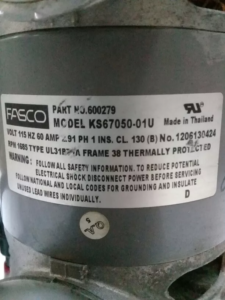 FASCO
PART NO. 600279
MODEL KS67050-01U
Made in Thailand
VOLT 115 HZ 60 AMP .91 PH 1 INS. CL. 130 (B) No. 1206130424
RPM 1660 TYPE FRAME 38 THERMALLY PROTECTED
WARNING: FOLLOW ALL SAFETY INFORMATION. TO REDUCE POTENTIAL
ELECTRICAL SHOCK DISCONNECT POWER BEFORE SERVICING
FOLLOW NATIONAL AND LOCAL CODES FOR GROUNDING AND INSULATE
UNUSED LEAD WIRES INDIVIDUALLY.
D